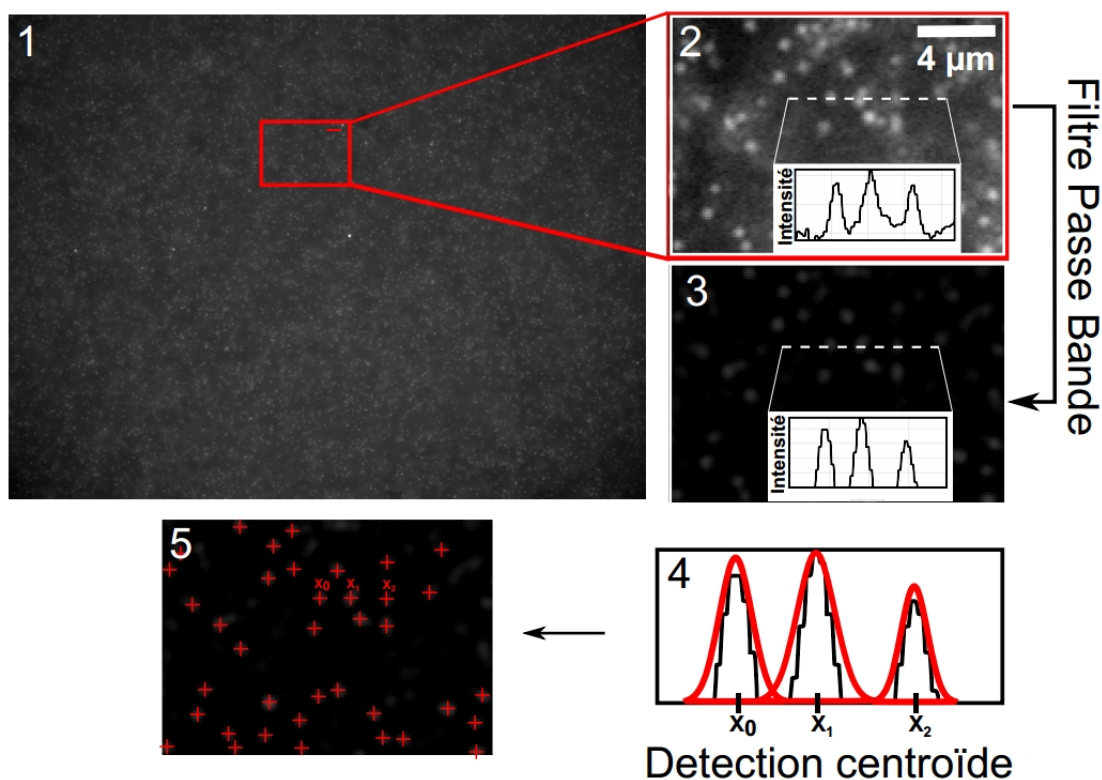 1
2
4 µm
Intensité
Filtre Passe Bande
3
Intensité
5
x₀ x₁ x₂
4
x₀ x₁ x₂
Detection centroïde